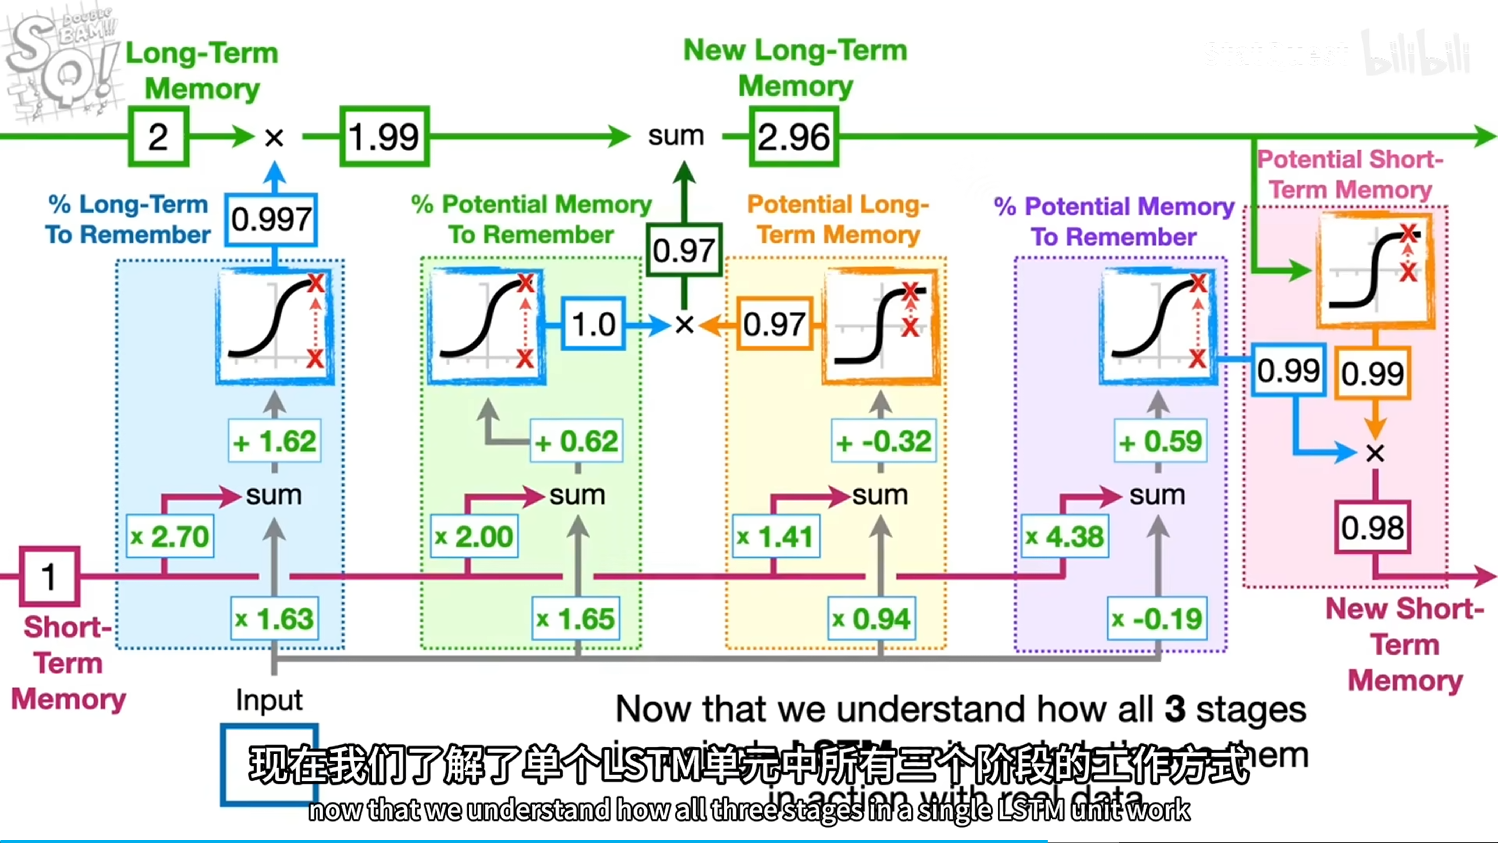 DOUBLE
BAM!!!
SQ!
bilibili
Long-Term
Memory
2
×
1.99
sum
New Long-Term
Memory
2.96
% Long-Term
To Remember
0.997
% Potential Memory
To Remember
0.97
Potential Long-
Term Memory
% Potential Memory
To Remember
Potential Short-
Term Memory
1.0
×
0.97
0.99
0.99
×
+ 1.62
+ 0.62
+ -0.32
+ 0.59
sum
sum
sum
sum
x 2.70
x 2.00
x 1.41
x 4.38
0.98
1
Short-
Term
Memory
x 1.63
x 1.65
x 0.94
x -0.19
New Short-
Term
Memory
Input
Now that we understand how all 3 stages
them
in action with real data
现在我们了解了单个LSTM单元中所有三个阶段的工作方式
now that we understand how all three stages in a single LSTM unit work